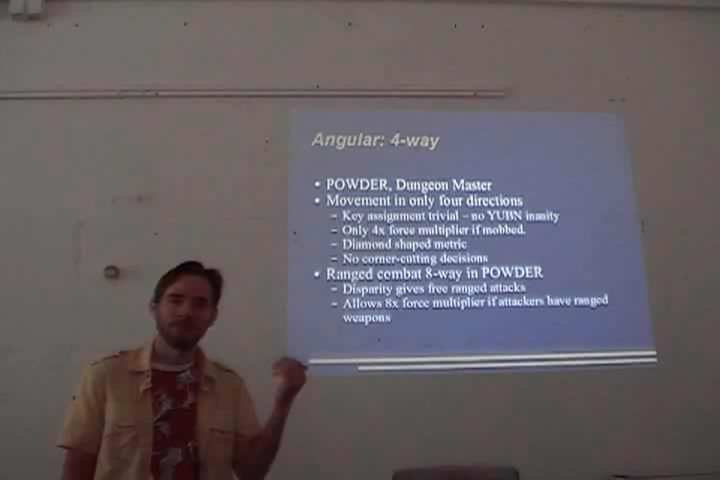 Angular: 4-way
• POWDER, Dungeon Master
• Movement in only four directions
– Key assignment trivial – no YUBN insanity
– Only 4x force multiplier if mobbed.
– Diamond shaped metric
– No corner-cutting decisions
• Ranged combat 8-way in POWDER
– Disparity gives free ranged attacks
– Allows 8x force multiplier if attackers have ranged
weapons